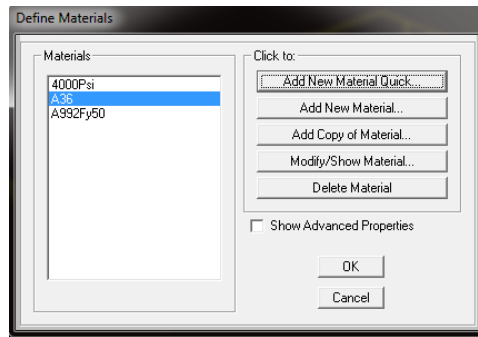 Define Materials
Materials
4000Psi
A36
A992Fy50
Click to:
Add New Material Quick...
Add New Material...
Add Copy of Material...
Modify/Show Material...
Delete Material
Show Advanced Properties
OK
Cancel